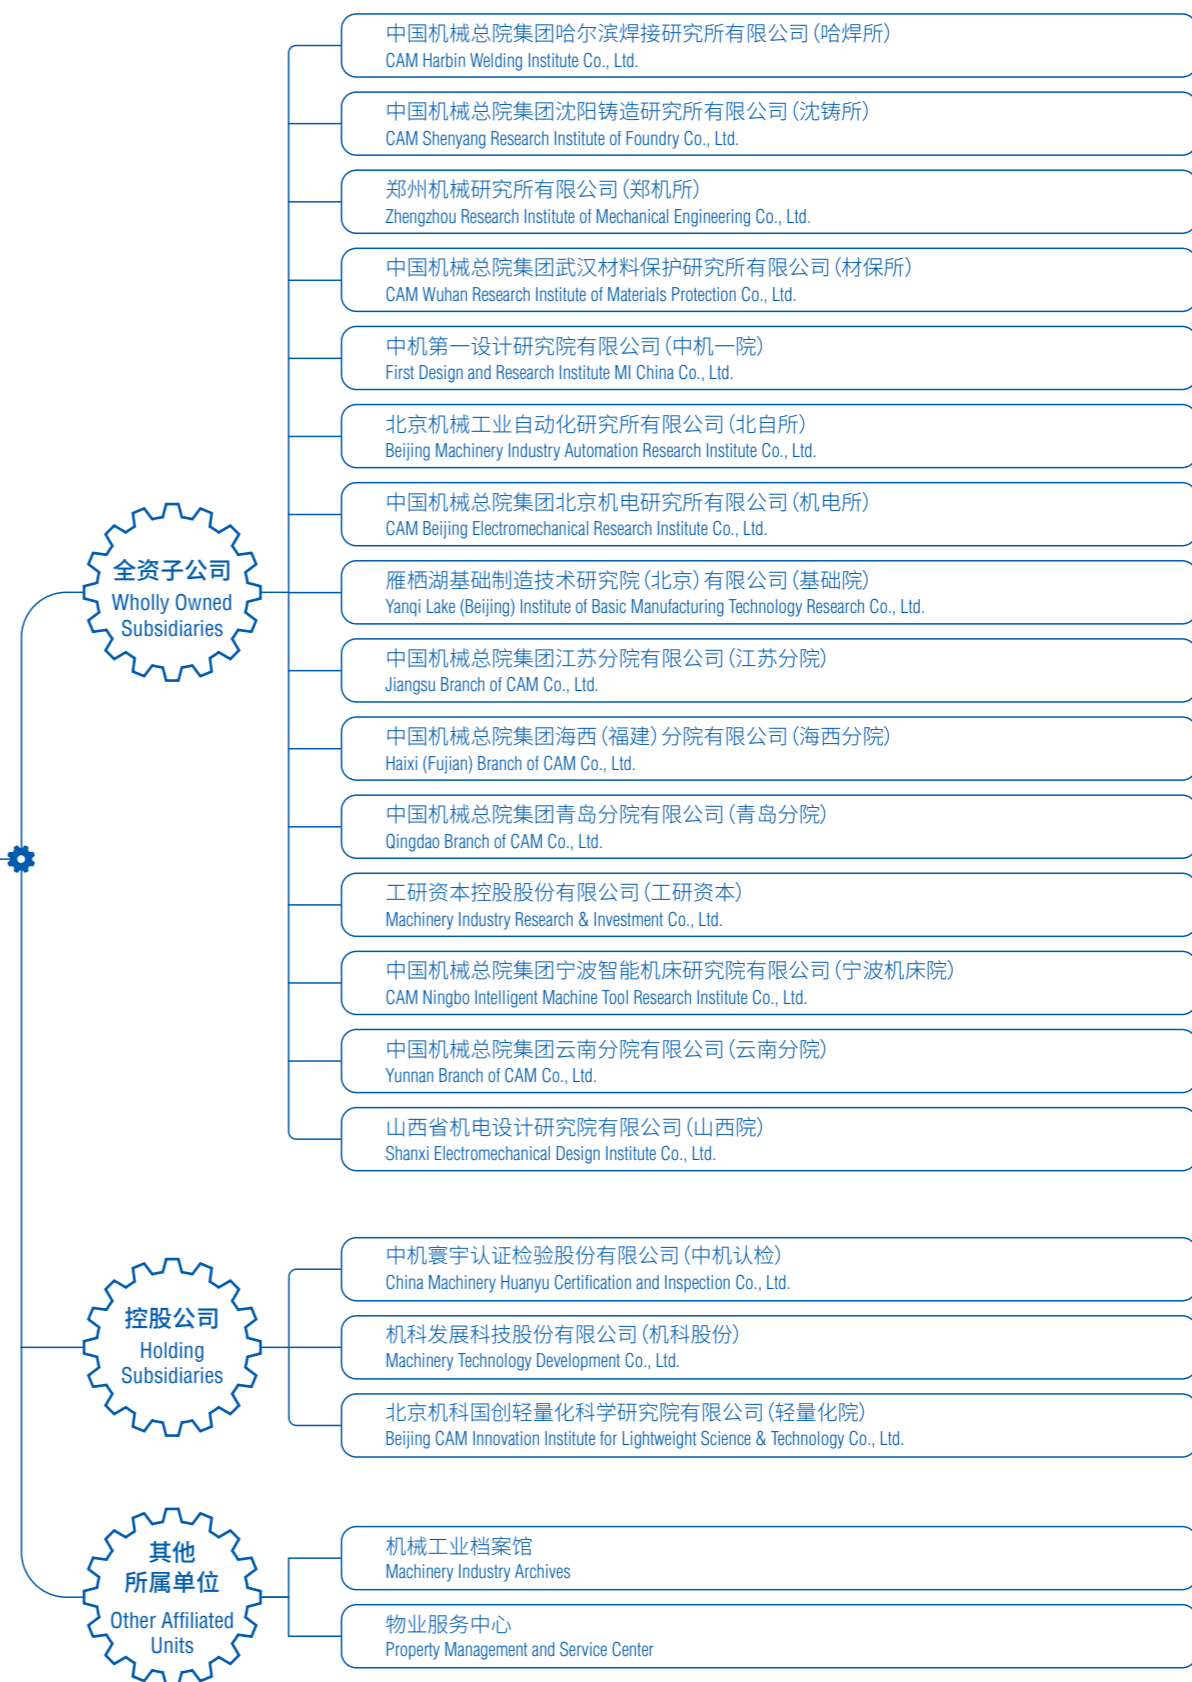 中国机械总院集团哈尔滨焊接研究所有限公司(哈焊所)
CAM Harbin Welding Institute Co., Ltd.
中国机械总院集团沈阳铸造研究所有限公司(沈铸所)
CAM Shenyang Research Institute of Foundry Co., Ltd.
郑州机械研究所有限公司(郑机所)
Zhengzhou Research Institute of Mechanical Engineering Co., Ltd.
中国机械总院集团武汉材料保护研究所有限公司(材保所)
CAM Wuhan Research Institute of Materials Protection Co., Ltd.
中机第一设计研究院有限公司(中机一院)
First Design and Research Institute MI China Co., Ltd.
北京机械工业自动化研究所有限公司(北自所)
Beijing Machinery Industry Automation Research Institute Co., Ltd.
中国机械总院集团北京机电研究所有限公司(机电所)
CAM Beijing Electromechanical Research Institute Co., Ltd.
全资子公司
Wholly Owned
Subsidiaries
雁栖湖基础制造技术研究院(北京)有限公司(基础院)
Yanqi Lake (Beijing) Institute of Basic Manufacturing Technology Research Co., Ltd.
中国机械总院集团江苏分院有限公司(江苏分院)
Jiangsu Branch of CAM Co., Ltd.
中国机械总院集团海西(福建)分院有限公司(海西分院)
Haixi (Fujian) Branch of CAM Co., Ltd.
中国机械总院集团青岛分院有限公司(青岛分院)
Qingdao Branch of CAM Co., Ltd.
工研资本控股股份有限公司(工研资本)
Machinery Industry Research & Investment Co., Ltd.
中国机械总院集团宁波智能机床研究院有限公司(宁波机床院)
CAM Ningbo Intelligent Machine Tool Research Institute Co., Ltd.
中国机械总院集团云南分院有限公司(云南分院)
Yunnan Branch of CAM Co., Ltd.
山西省机电设计研究院有限公司(山西院)
Shanxi Electromechanical Design Institute Co., Ltd.
控股公司
Holding
Subsidiaries
中机寰宇认证检验股份有限公司(中机认检)
China Machinery Huanyu Certification and Inspection Co., Ltd.
机科发展科技股份有限公司(机科股份)
Machinery Technology Development Co., Ltd.
北京机科国创轻量化科学研究院有限公司(轻量化院)
Beijing CAM Innovation Institute for Lightweight Science & Technology Co., Ltd.
其他
所属单位
Other Affiliated
Units
机械工业档案馆
Machinery Industry Archives
物业服务中心
Property Management and Service Center